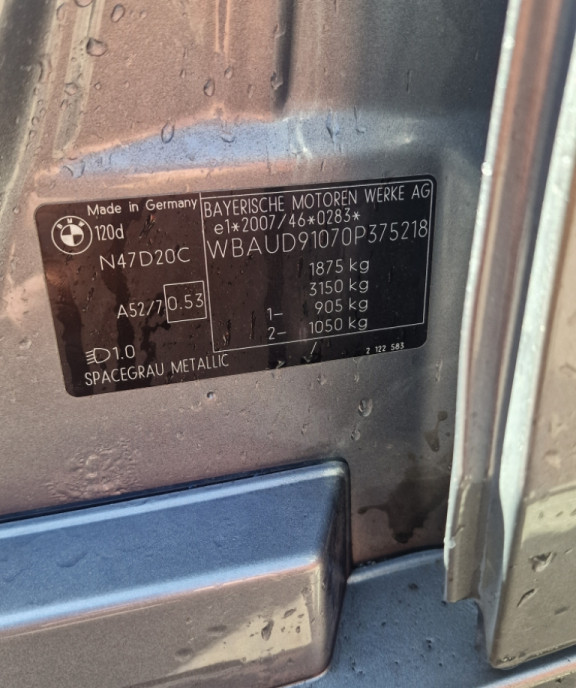 Made in Germany
BMW
120d
N47D20C
A52/7 0.53
1.0
SPACEGRAU METALLIC
BAYERISCHE MOTOREN WERKE AG
e1*2007/46*0283*
WBAUD91070P375218
1875 kg
3150 kg
1- 905 kg
2- 1050 kg
2 122 583